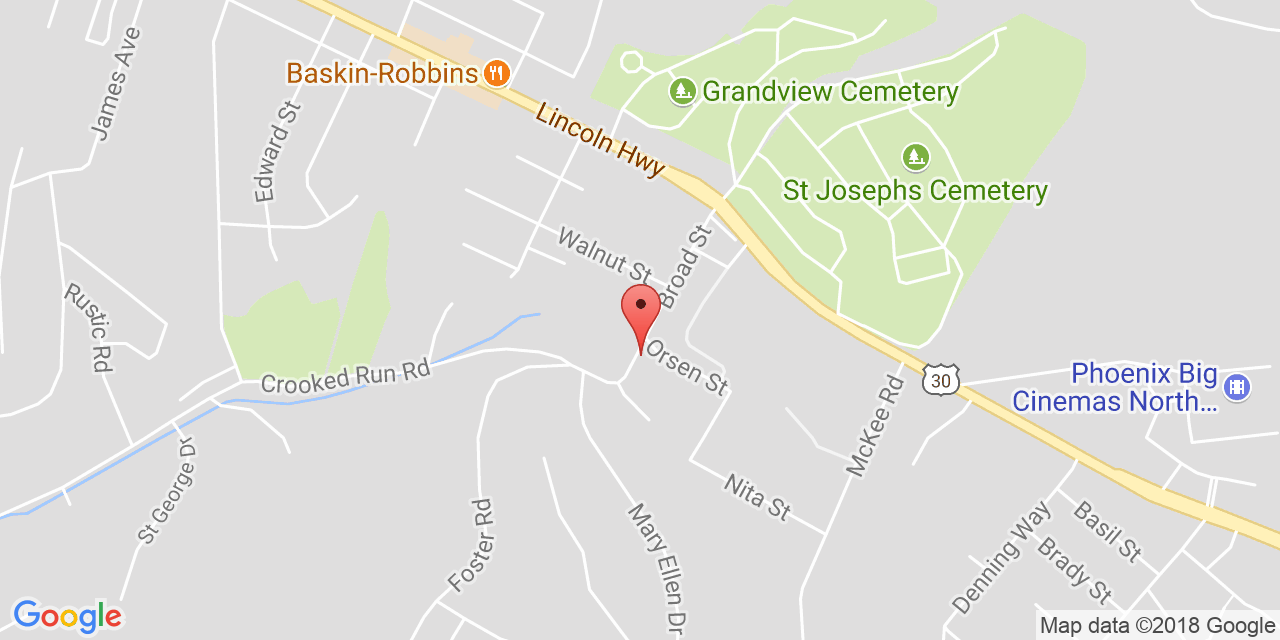 James Ave
Baskin-Robbins
Edward St
Lincoln Hwy
Grandview Cemetery
St Josephs Cemetery
Walnut St
Broad St
Rustic Rd
Crooked Run Rd
Orsen St
30
Phoenix Big
Cinemas North...
McKee Rd
St George Dr
Nita St
Foster Rd
Mary Ellen Dr
Denning Way
Basil St
Brady St
Google
Map data ©2018 Google